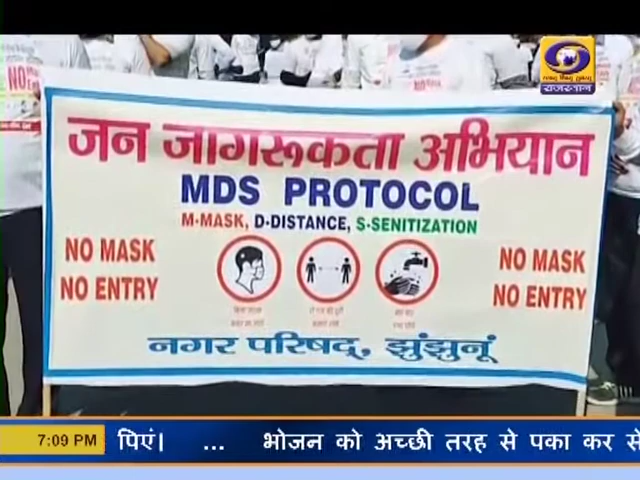 राजस्थान
जन जागरूकता अभियान
MDS PROTOCOL
M-MASK, D-DISTANCE, S-SENITIZATION
NO MASK
NO ENTRY
NO MASK
NO ENTRY
नगर परिषद्, झुंझुनूं
7:09 PM
पिएं। ... भोजन को अच्छी तरह से पका कर से